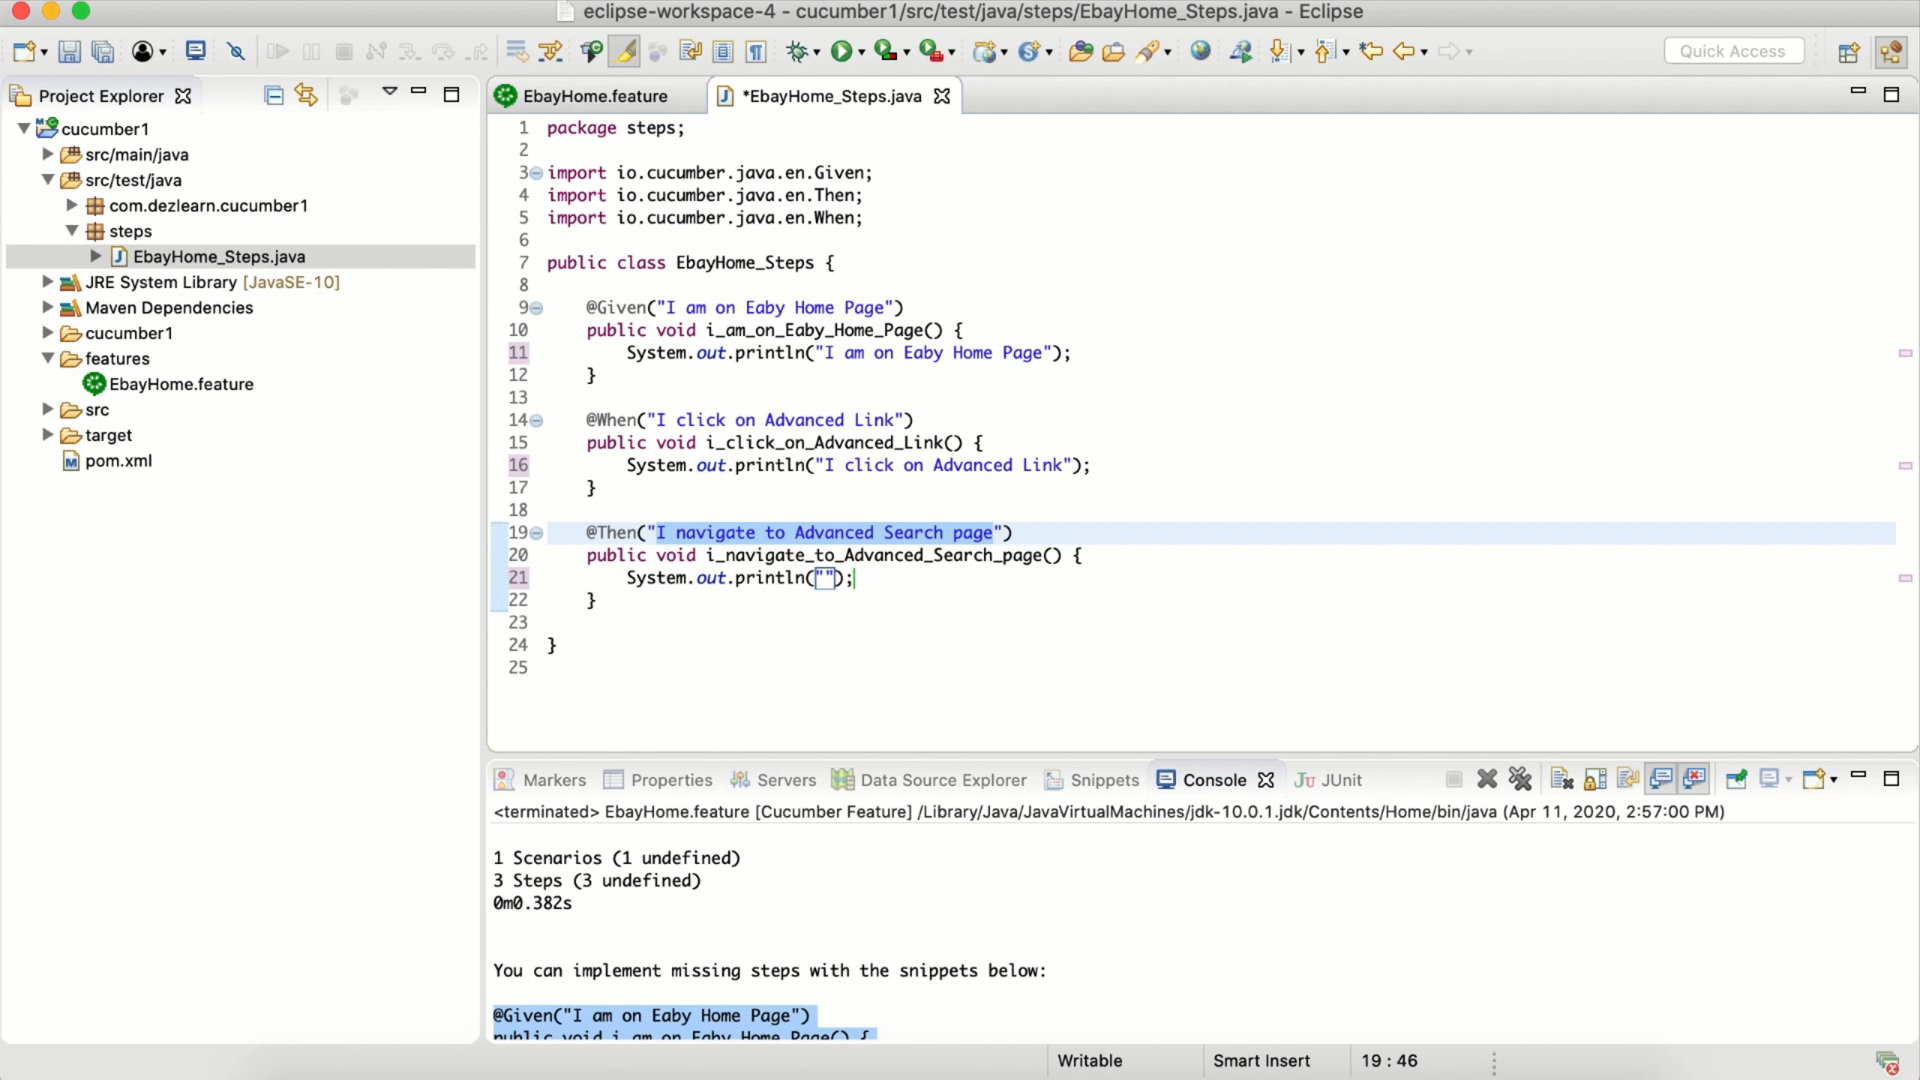 eclipse-workspace-4 - cucumber1/src/test/java/steps/EbayHome_Steps.java - Eclipse
Quick Access
Project Explorer
cucumber1
src/main/java
src/test/java
com.dezlearn.cucumber1
steps
EbayHome_Steps.java
JRE System Library [JavaSE-10]
Maven Dependencies
cucumber1
features
EbayHome.feature
src
target
pom.xml
EbayHome.feature
*EbayHome_Steps.java
1 package steps;
2
3 import io.cucumber.java.en.Given;
4 import io.cucumber.java.en.Then;
5 import io.cucumber.java.en.When;
6
7 public class EbayHome_Steps {
8
9 @Given("I am on Eaby Home Page")
10 public void i_am_on_Eaby_Home_Page() {
11 System.out.println("I am on Eaby Home Page");
12 }
13
14 @When("I click on Advanced Link")
15 public void i_click_on_Advanced_Link() {
16 System.out.println("I click on Advanced Link");
17 }
18
19 @Then("I navigate to Advanced Search page")
20 public void i_navigate_to_Advanced_Search_page() {
21 System.out.println("");
22 }
23
24 }
25
Markers Properties Servers Data Source Explorer Snippets Console JUnit
<terminated> EbayHome.feature [Cucumber Feature] /Library/Java/JavaVirtualMachines/jdk-10.0.1.jdk/Contents/Home/bin/java (Apr 11, 2020, 2:57:00 PM)
1 Scenarios (1 undefined)
3 Steps (3 undefined)
0m0.382s
You can implement missing steps with the snippets below:
@Given("I am on Eaby Home Page")
public void i_am_on_Eaby_Home_Page() {
Writable Smart Insert 19 : 46